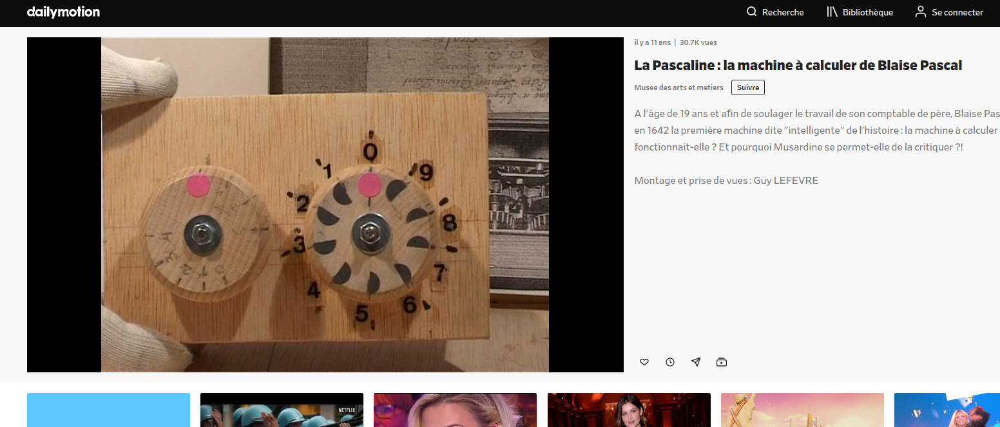 dailymotion
Recherche
Bibliothèque
Se connecter
il y a 11 ans | 30.7K vues
La Pascaline : la machine à calculer de Blaise Pascal
Musee des arts et metiers
Suivre
A l'âge de 19 ans et afin de soulager le travail de son comptable de père, Blaise Pas
en 1642 la première machine dite "intelligente" de l'histoire : la machine à calculer
fonctionnait-elle ? Et pourquoi Musardine se permet-elle de la critiquer ?!
Montage et prise de vues : Guy LEFEVRE
0
1
9
2
8
3
7
4
6
5
NETFLIX